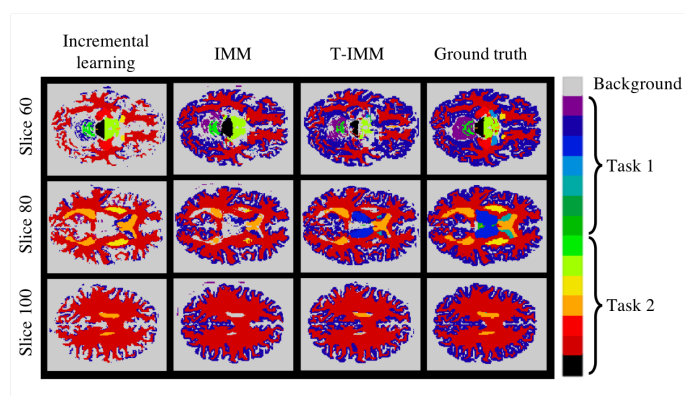 Incremental
learning
IMM
T-IMM
Ground truth
Background
Slice 60
Task 1
Slice 80
Task 2
Slice 100